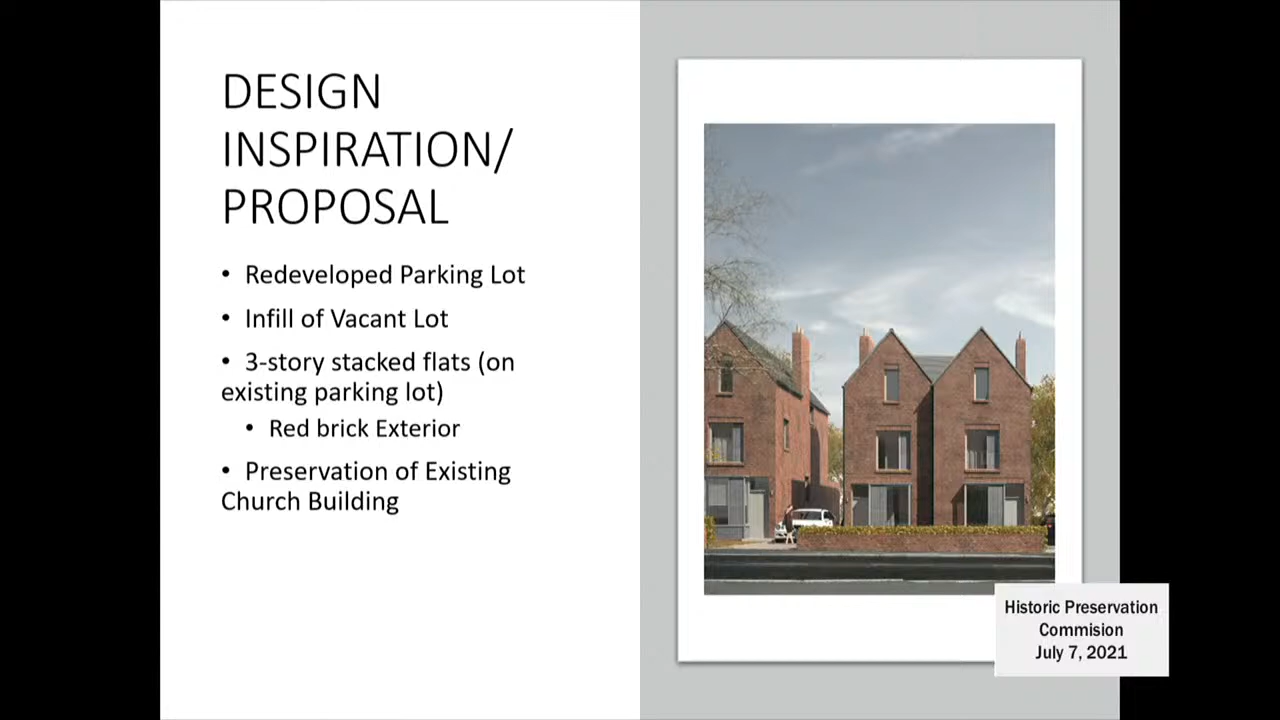 DESIGN
INSPIRATION/
PROPOSAL
• Redeveloped Parking Lot
• Infill of Vacant Lot
• 3-story stacked flats (on
existing parking lot)
• Red brick Exterior
• Preservation of Existing
Church Building
Historic Preservation
Commision
July 7, 2021